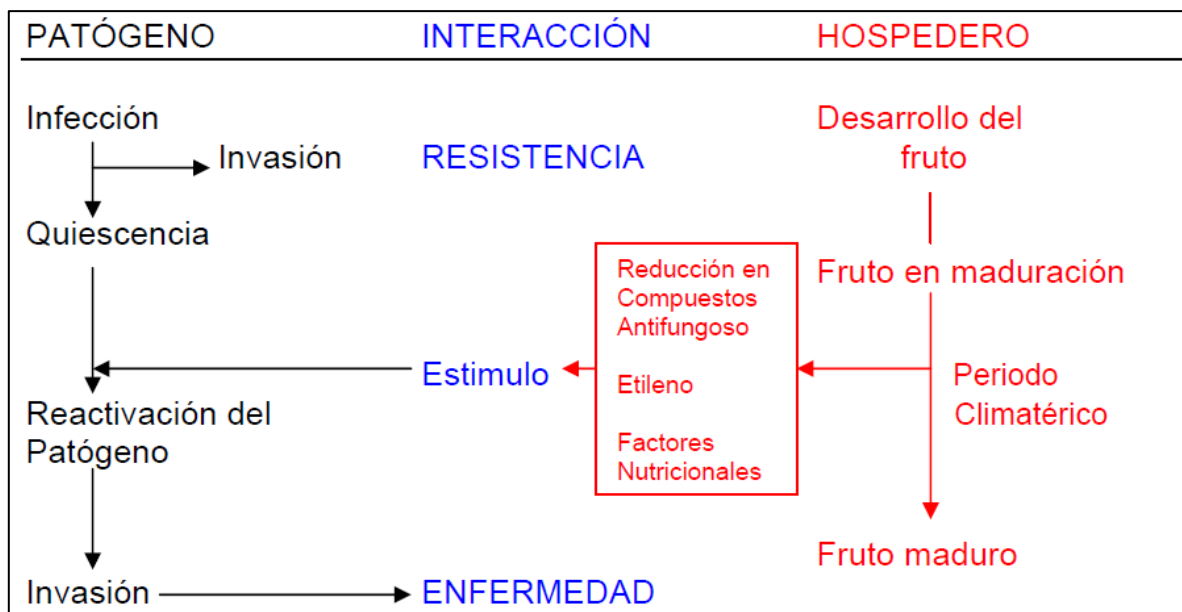 PATÓGENO INTERACCIÓN HOSPEDERO
Infección
Desarrollo del
fruto
Invasión RESISTENCIA
Quiescencia
Fruto en maduración
Reducción en
Compuestos
Antifungoso
Etileno
Factores
Nutricionales
Estimulo
Periodo
Climatérico
Reactivación del
Patógeno
Fruto maduro
Invasión ENFERMEDAD